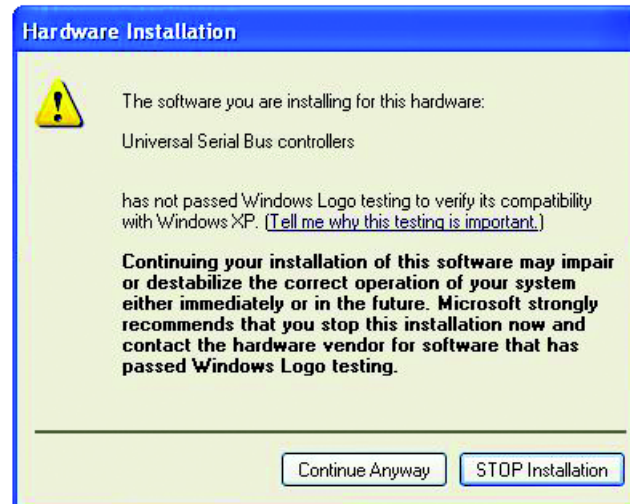 Hardware Installation
The software you are installing for this hardware:
Universal Serial Bus controllers
has not passed Windows Logo testing to verify its compatibility
with Windows XP. (Tell me why this testing is important.)
Continuing your installation of this software may impair
or destabilize the correct operation of your system
either immediately or in the future. Microsoft strongly
recommends that you stop this installation now and
contact the hardware vendor for software that has
passed Windows Logo testing.
Continue Anyway
STOP Installation